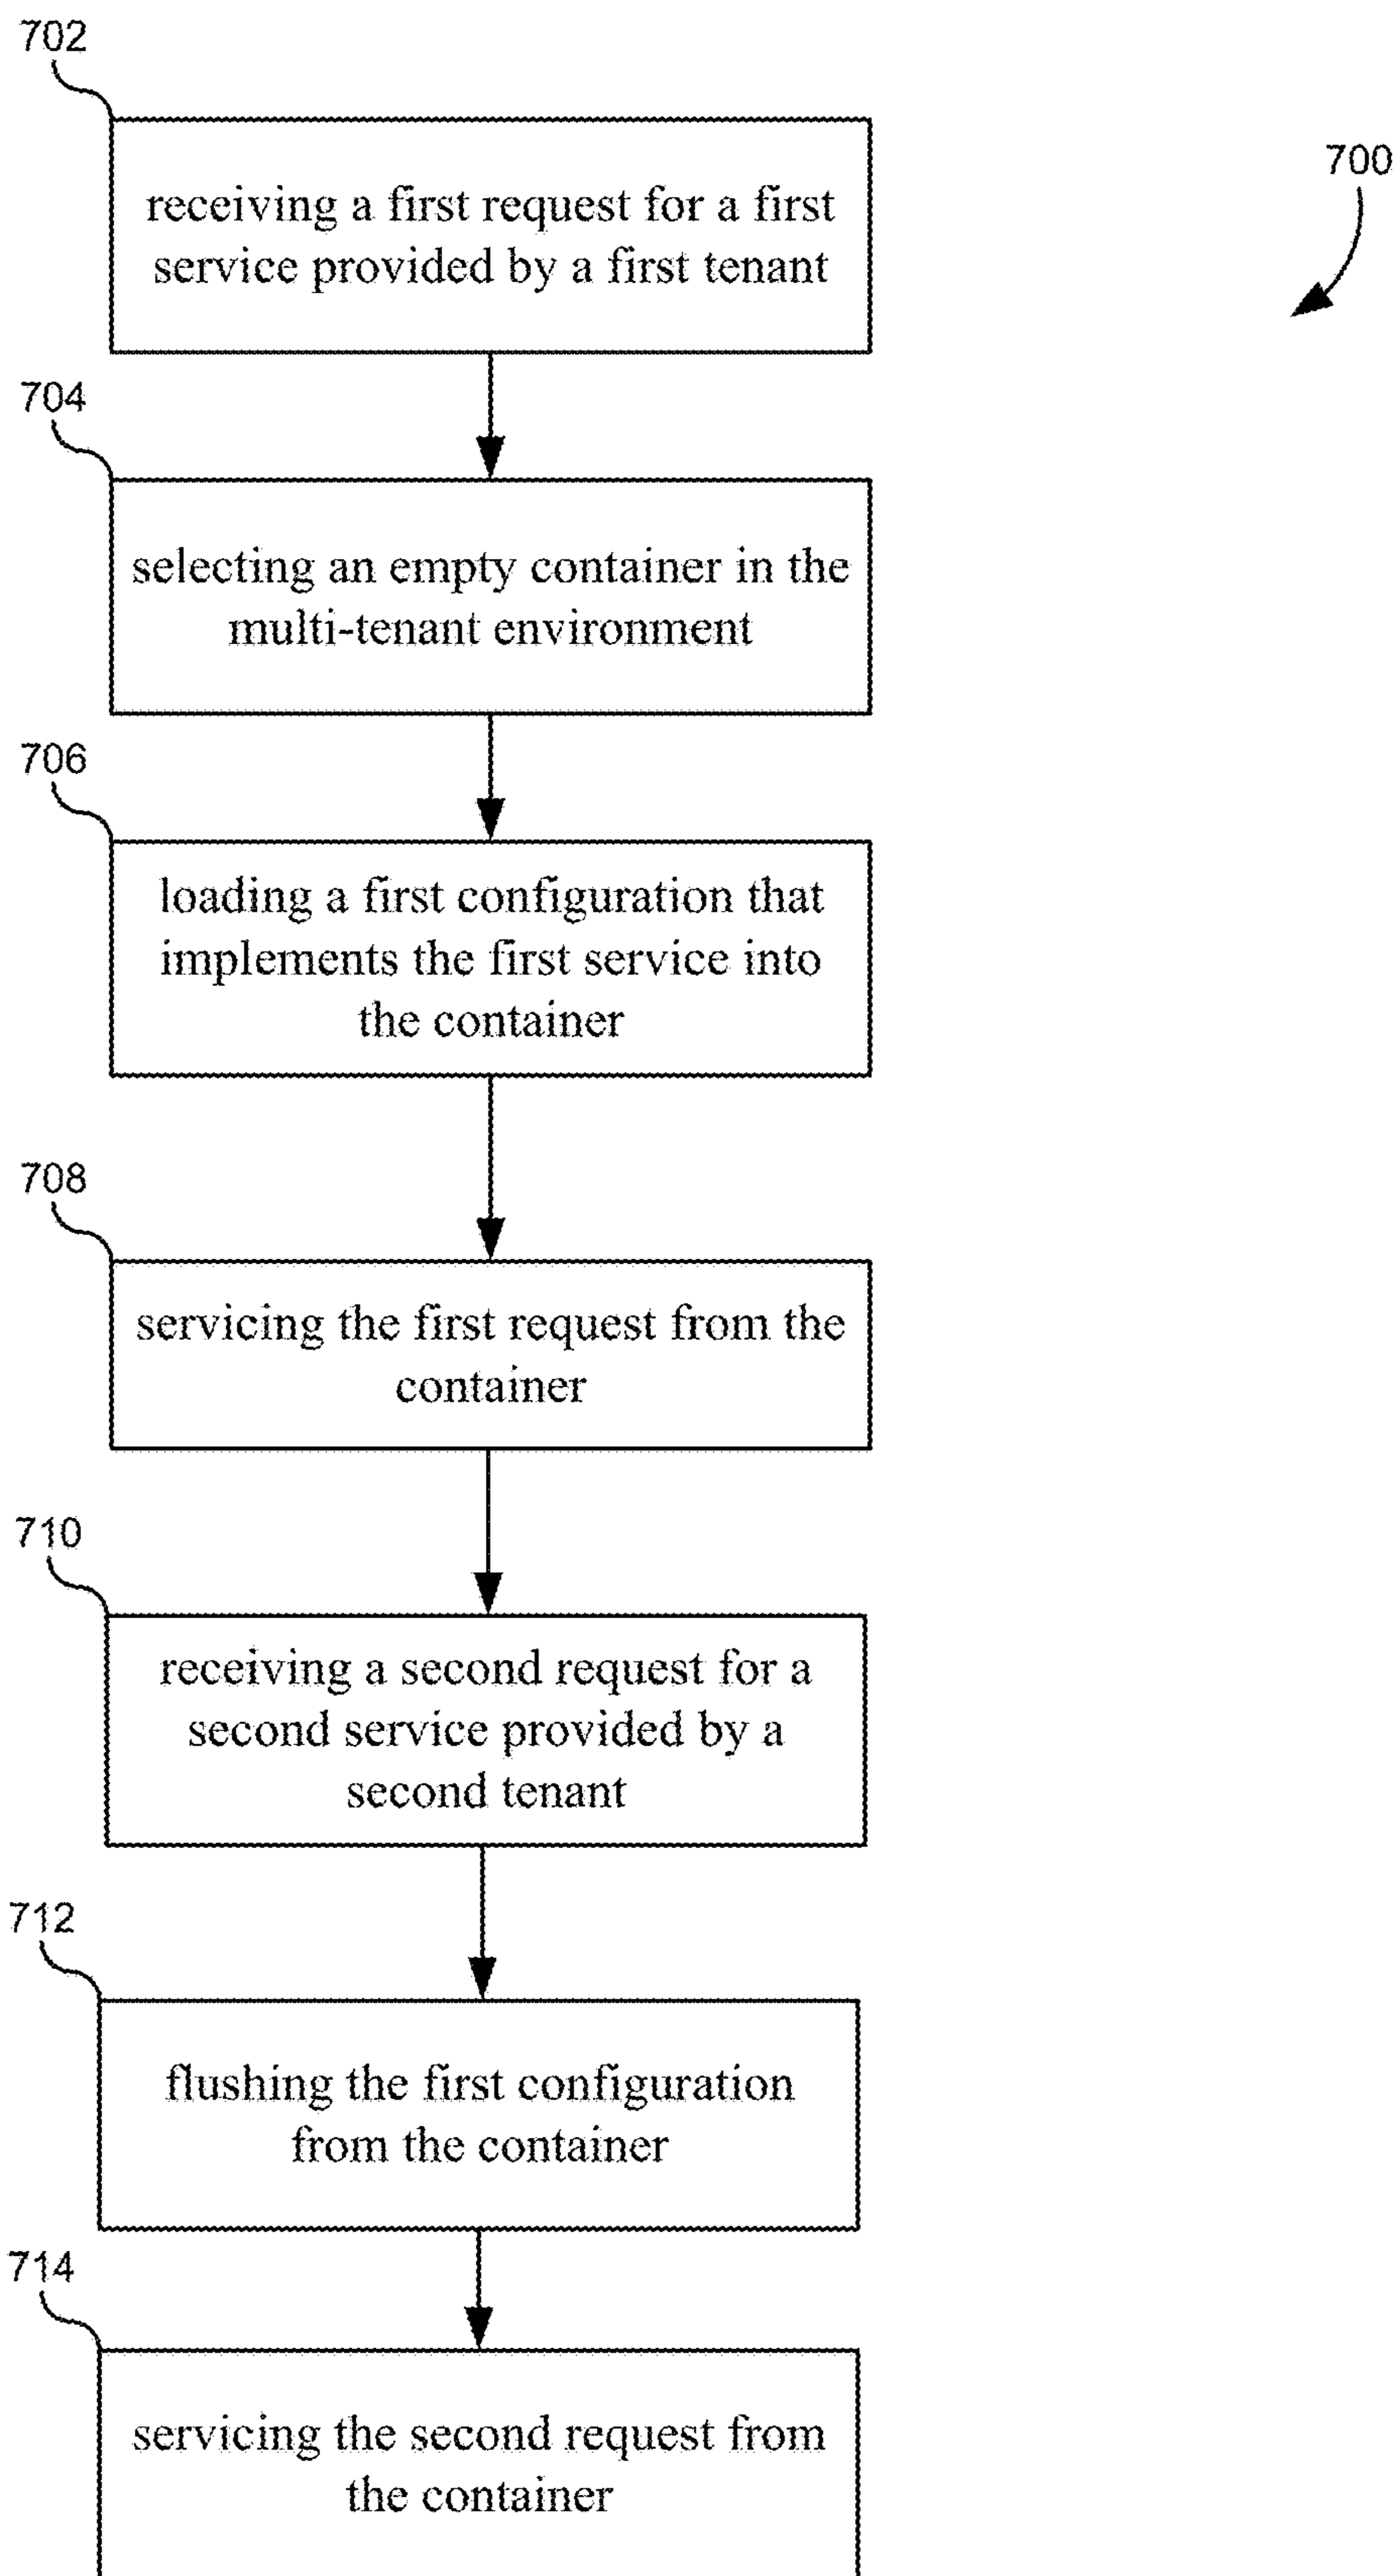 702
700
receiving a first request for a first
service provided by a first tenant
704
selecting an empty container in the
multi-tenant environment
706
loading a first configuration that
implements the first service into
the container
708
servicing the first request from the
container
710
receiving a second request for a
second service provided by a
second tenant
712
flushing the first configuration
from the container
714
servicing the second request from
the container